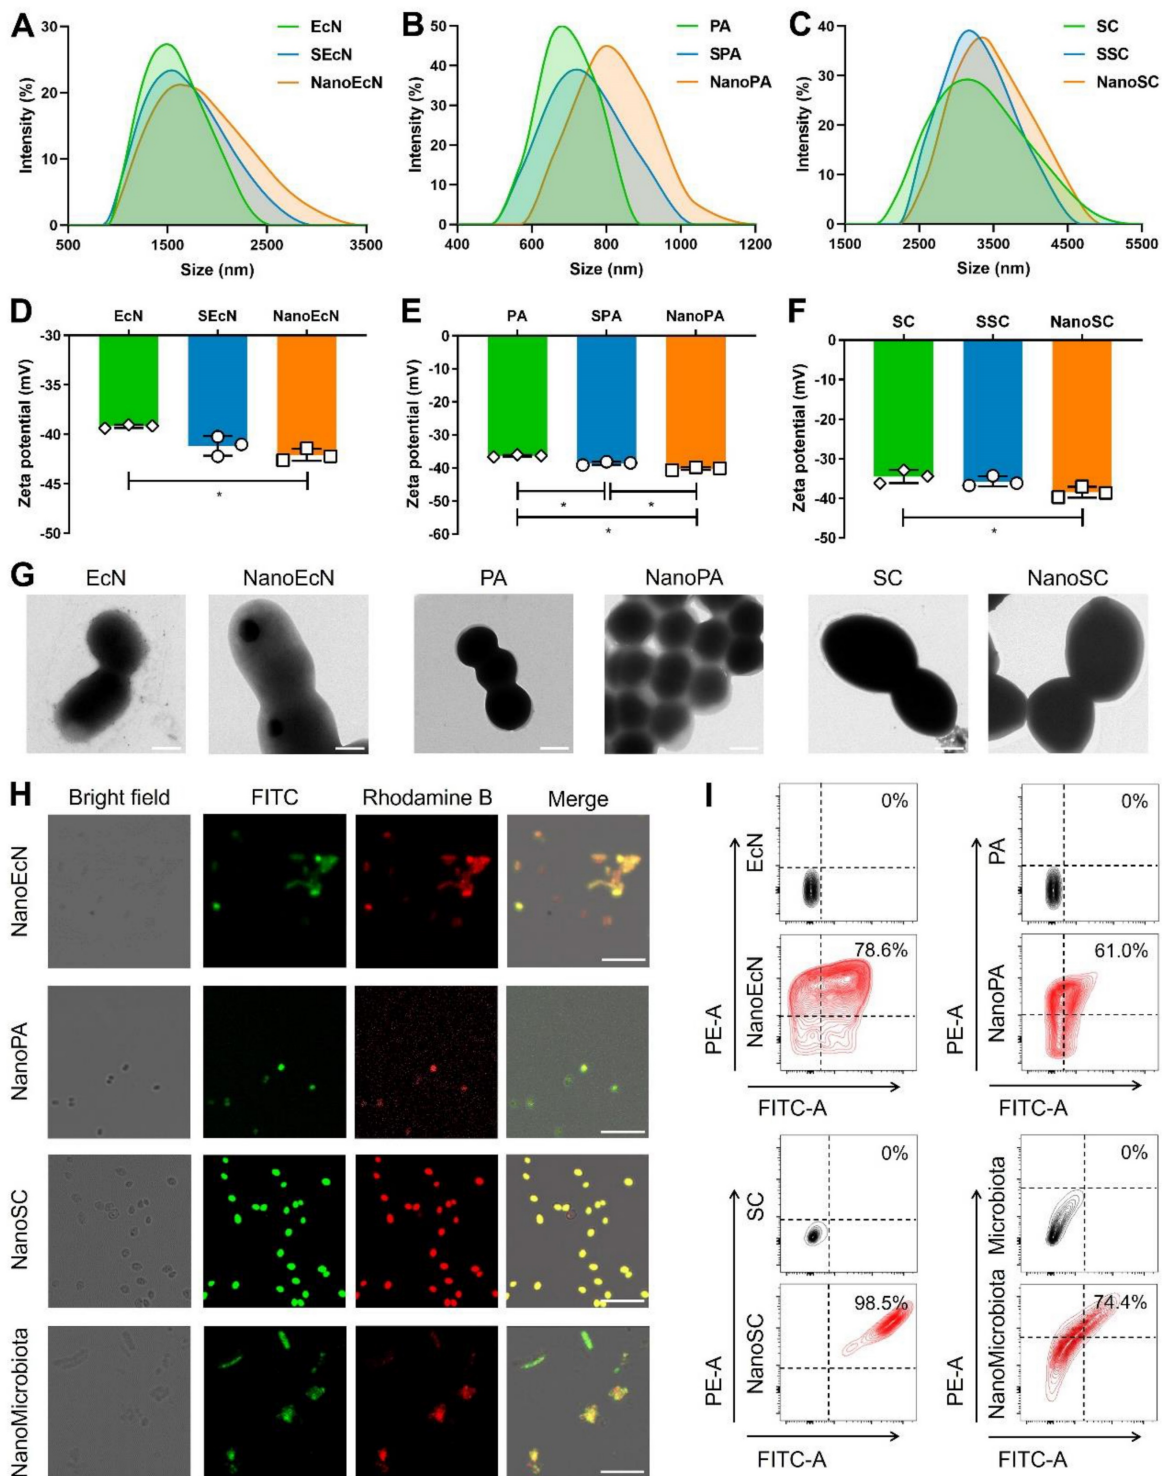 A
30
20
10
0
Intensity (%)
500
1500
2500
3500
Size (nm)
EcN
SEcN
NanoEcN
B
50
40
30
20
10
0
Intensity (%)
400
600
800
1000
1200
Size (nm)
PA
SPA
NanoPA
C
40
30
20
10
0
Intensity (%)
1500
2500
3500
4500
5500
Size (nm)
SC
SSC
NanoSC
D
EcN
SEcN
NanoEcN
-30
-35
-40
-45
-50
Zeta potential (mV)
*
E
PA
SPA
NanoPA
0
-10
-20
-30
-40
-50
-60
Zeta potential (mV)
*
*
*
F
SC
SSC
NanoSC
0
-10
-20
-30
-40
-50
Zeta potential (mV)
*
G
EcN
NanoEcN
PA
NanoPA
SC
NanoSC
H
Bright field
FITC
Rhodamine B
Merge
NanoEcN
NanoPA
NanoSC
NanoMicrobiota
I
EcN
0%
NanoEcN
78.6%
PE-A
FITC-A
PA
0%
NanoPA
61.0%
PE-A
FITC-A
SC
0%
NanoSC
98.5%
PE-A
FITC-A
Microbiota
0%
NanoMicrobiota
74.4%
PE-A
FITC-A